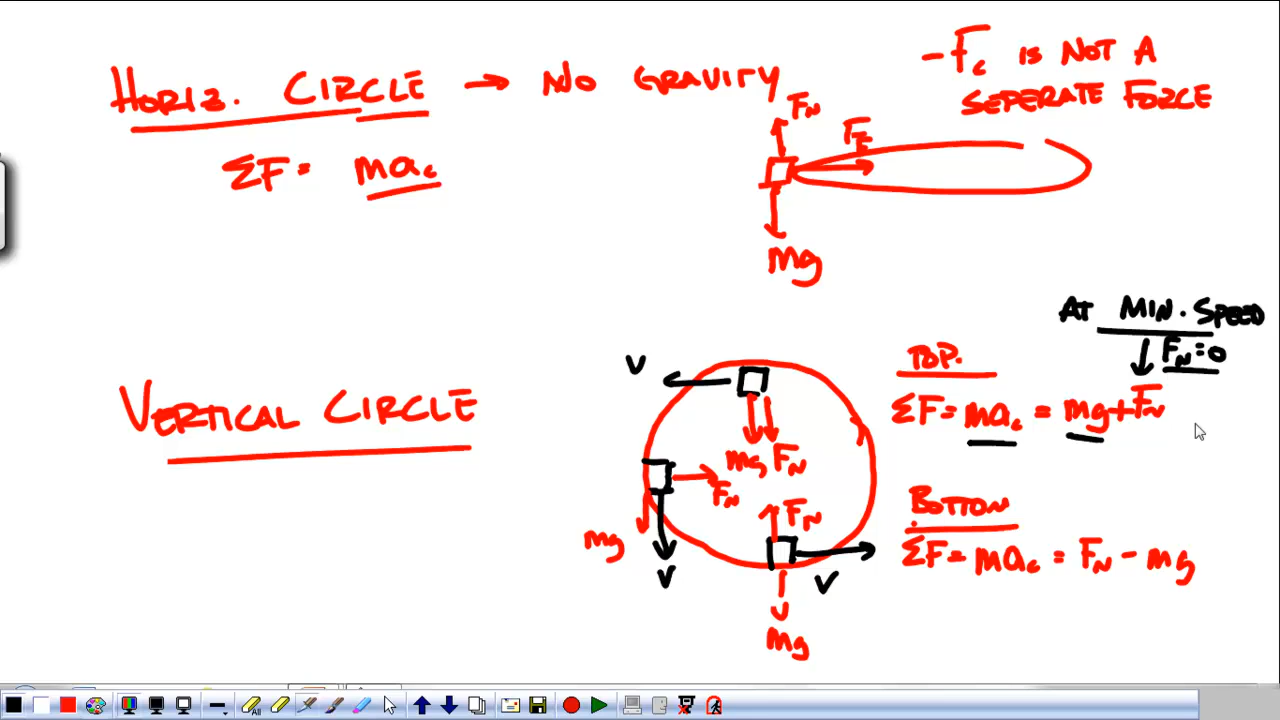 HORIZ. CIRCLE → NO GRAVITY
ΣF = mac
- Fc IS NOT A
SEPERATE FORCE
FN
mg
VERTICAL CIRCLE
V
mg FN
FN
mg
V
FN
V
mg
AT MIN. SPEED
↓ FN = 0
TOP.
ΣF = mac = mg + FN
BOTTOM
ΣF = mac = FN - mg
All